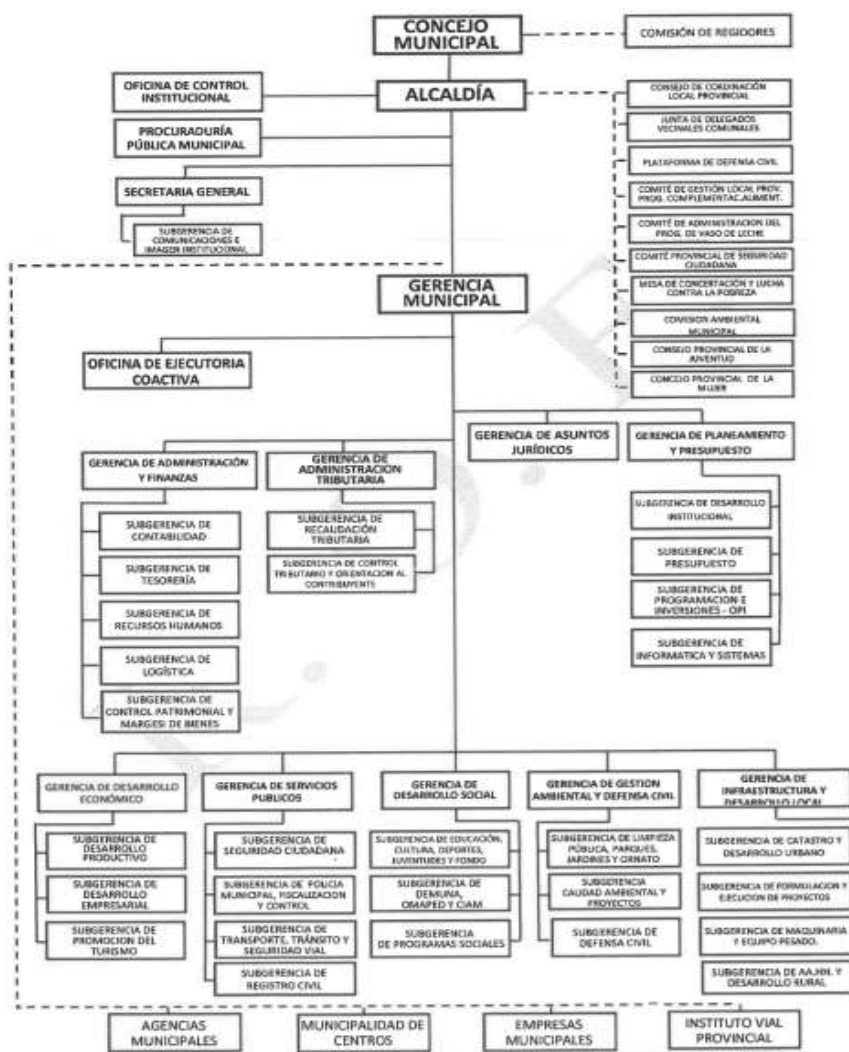 CONCEJO
MUNICIPAL
COMISIÓN DE REGIDORES
OFICINA DE CONTROL
INSTITUCIONAL
ALCALDÍA
PROCURADURÍA
PÚBLICA MUNICIPAL
SECRETARIA GENERAL
SUBGERENCIA DE
COMUNICACIONES E
IMAGEN INSTITUCIONAL
CONSEJO DE CORDINACIÓN
LOCAL PROVINCIAL
JUNTA DE DELEGADOS
VECINALES COMUNALES
PLATAFORMA DE DEFENSA CIVIL
COMITÉ DE GESTIÓN LOCAL PROV.
PROG. COMPLEMENTAC.ALIMENT.
COMITÉ DE ADMINISTRACION DEL
PROG. DE VASO DE LECHE
COMITÉ PROVINCIAL DE SEGURIDAD
CIUDADANA
MESA DE CONCERTACIÓN Y LUCHA
CONTRA LA POBREZA
COMISION AMBIENTAL
MUNICIPAL
CONSEJO PROVINCIAL DE LA
JUVENTUD
CONCEJO PROVINCIAL DE LA
MUJER
GERENCIA
MUNICIPAL
OFICINA DE EJECUTORIA
COACTIVA
GERENCIA DE ADMINISTRACIÓN
Y FINANZAS
SUBGERENCIA DE
CONTABILIDAD
SUBGERENCIA DE
TESORERÍA
SUBGERENCIA DE
RECURSOS HUMANOS
SUBGERENCIA DE
LOGÍSTICA
SUBGERENCIA DE
CONTROL PATRIMONIAL Y
MARGESI DE BIENES
GERENCIA DE
ADMINISTRACION
TRIBUTARIA
SUBGERENCIA DE
RECAUDACIÓN
TRIBUTARIA
SUBGERENCIA DE CONTROL
TRIBUTARIO Y ORIENTACION AL
CONTRIBUYENTE
GERENCIA DE ASUNTOS
JURÍDICOS
GERENCIA DE PLANEAMIENTO
Y PRESUPUESTO
SUBGERENCIA DE DESARROLLO
INSTITUCIONAL
SUBGERENCIA DE
PRESUPUESTO
SUBGERENCIA DE
PROGRAMACION E
INVERSIONES - OPI
SUBGERENCIA DE
INFORMATICA Y SISTEMAS
GERENCIA DE DESARROLLO
ECONÓMICO
SUBGERENCIA DE
DESARROLLO
PRODUCTIVO
SUBGERENCIA DE
DESARROLLO
EMPRESARIAL
SUBGERENCIA DE
PROMOCION DEL
TURISMO
GERENCIA DE SERVICIOS
PUBLICOS
SUBGERENCIA DE
SEGURIDAD CIUDADANA
SUBGERENCIA DE POLICIA
MUNICIPAL, FISCALIZACION
Y CONTROL
SUBGERENCIA DE
TRANSPORTE, TRÁNSITO Y
SEGURIDAD VIAL
SUBGERENCIA DE
REGISTRO CIVIL
GERENCIA DE
DESARROLLO SOCIAL
SUBGERENCIA DE EDUCACIÓN,
CULTURA, DEPORTES,
JUVENTUDES Y FONDO
SUBGERENCIA DE
DEMUNA,
OMAPED Y CIAM
SUBGERENCIA
DE PROGRAMAS SOCIALES
GERENCIA DE GESTION
AMBIENTAL Y DEFENSA CIVIL
SUBGERENCIA DE LIMPIEZA
PÚBLICA, PARQUES,
JARDINES Y ORNATO
SUBGERENCIA
CALIDAD AMBIENTAL Y
PROYECTOS
SUBGERENCIA DE
DEFENSA CIVIL
GERENCIA DE
INFRAESTRUCTURA Y
DESARROLLO LOCAL
SUBGERENCIA DE CATASTRO Y
DESARROLLO URBANO
SUBGERENCIA DE FORMULACION Y
EJECUCION DE PROYECTOS
SUBGERENCIA DE MAQUINARIA
Y EQUIPO PESADO.
SUBGERENCIA DE AA.HH. Y
DESARROLLO RURAL
AGENCIAS
MUNICIPALES
MUNICIPALIDAD DE
CENTROS
EMPRESAS
MUNICIPALES
INSTITUTO VIAL
PROVINCIAL
R. O. F.